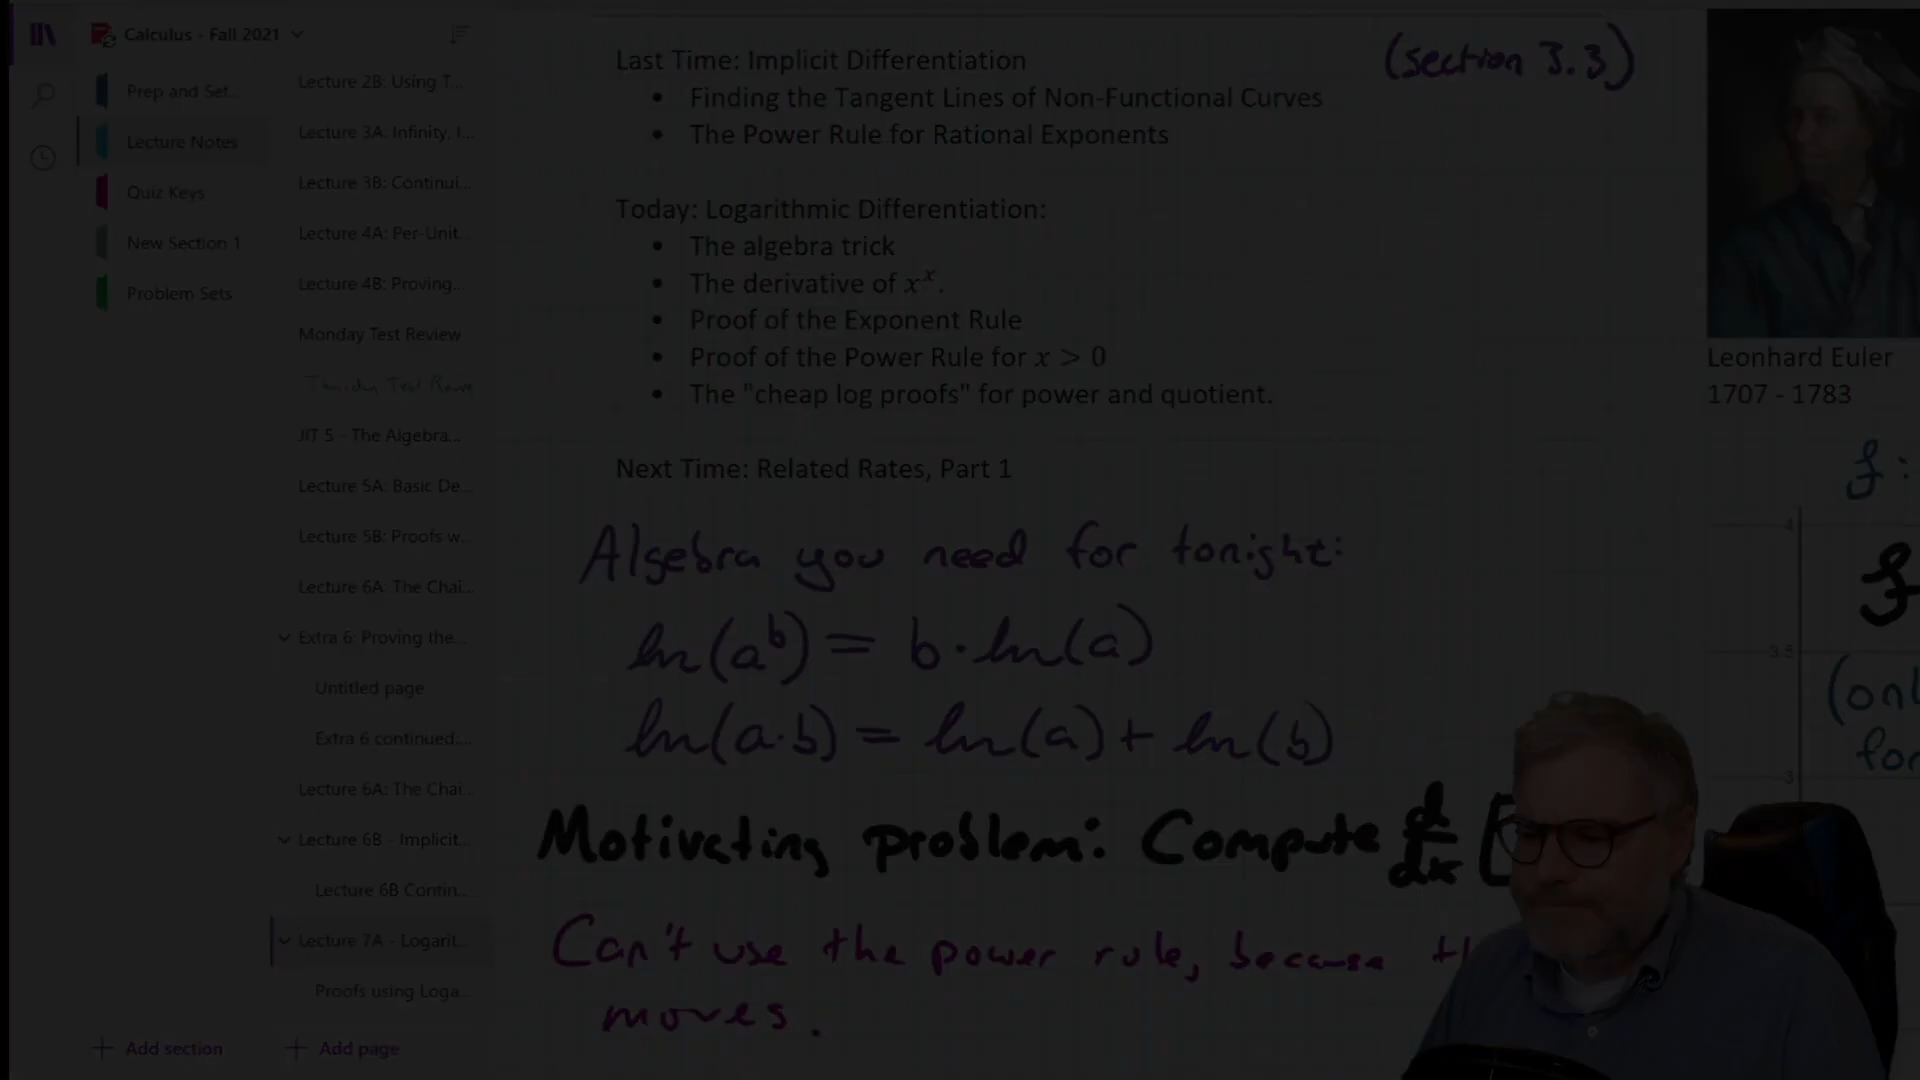 Calculus - Fall 2021
Prep and Set...
Lecture Notes
Quiz Keys
New Section 1
Problem Sets
Add section
Lecture 2B: Using T...
Lecture 3A: Infinity, I...
Lecture 3B: Continui...
Lecture 4A: Per-Unit...
Lecture 4B: Proving...
Monday Test Review
Test
JIT 5 - The Algebra...
Lecture 5A: Basic De...
Lecture 5B: Proofs w...
Lecture 6A: The Chai...
Extra 6: Proving the...
Untitled page
Extra 6 continued:...
Lecture 6A: The Chai...
Lecture 6B - Implicit...
Lecture 6B Contin...
Lecture 7A - Logarit...
Proofs using Loga...
Add page
Last Time: Implicit Differentiation
(section 3.3)
• Finding the Tangent Lines of Non-Functional Curves
• The Power Rule for Rational Exponents
Today: Logarithmic Differentiation:
• The algebra trick
• The derivative of x^x.
• Proof of the Exponent Rule
• Proof of the Power Rule for x > 0
• The "cheap log proofs" for power and quotient.
Next Time: Related Rates, Part 1
Algebra you need for tonight:
ln(a^b) = b·ln(a)
ln(a·b) = ln(a) + ln(b)
Motivating problem: Compute d/dx [
Can't use the power rule, because th
moves.
Leonhard Euler
1707 - 1783
f:
4
f
3.5
(onl
for
3